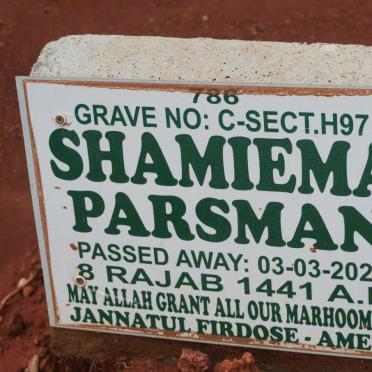 786
GRAVE NO: C-SECT.H97
SHAMIEMA
PARSMAN
PASSED AWAY: 03-03-202
8 RAJAB 1441 A.
MAY ALLAH GRANT ALL OUR MARHOOM
JANNATUL FIRDOSE - AME